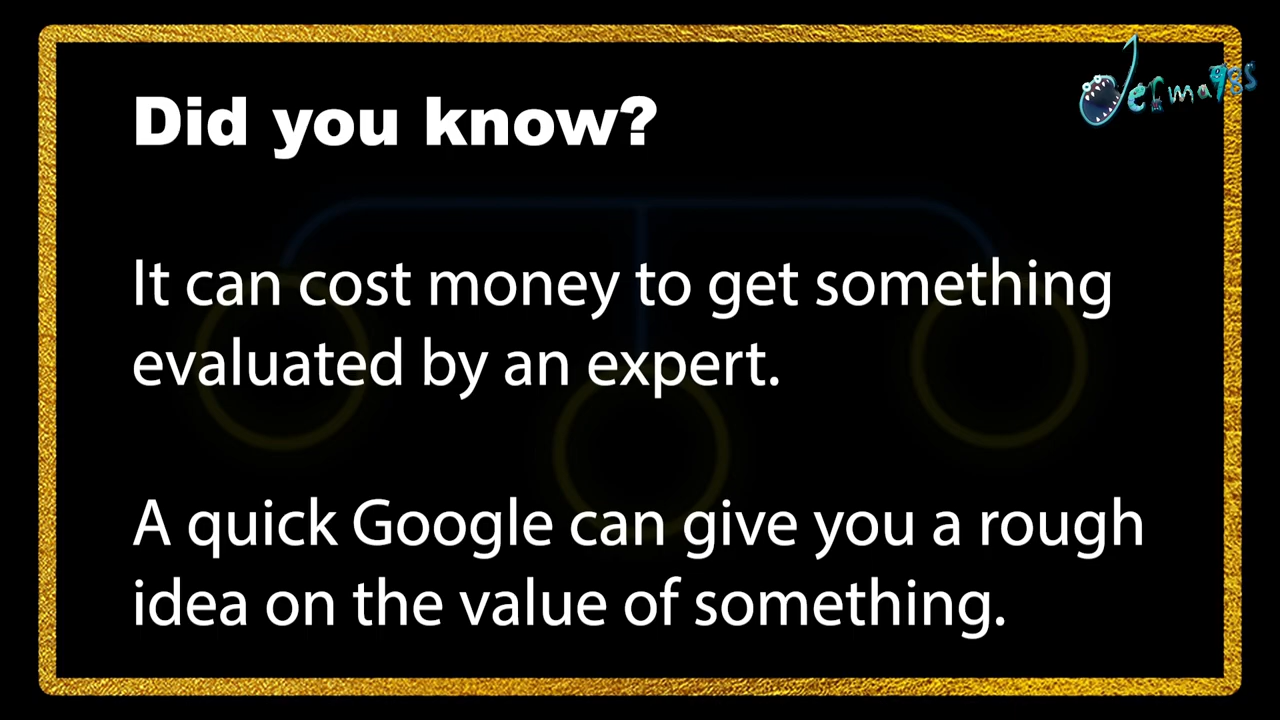 Derma985
Did you know?
It can cost money to get something
evaluated by an expert.
A quick Google can give you a rough
idea on the value of something.